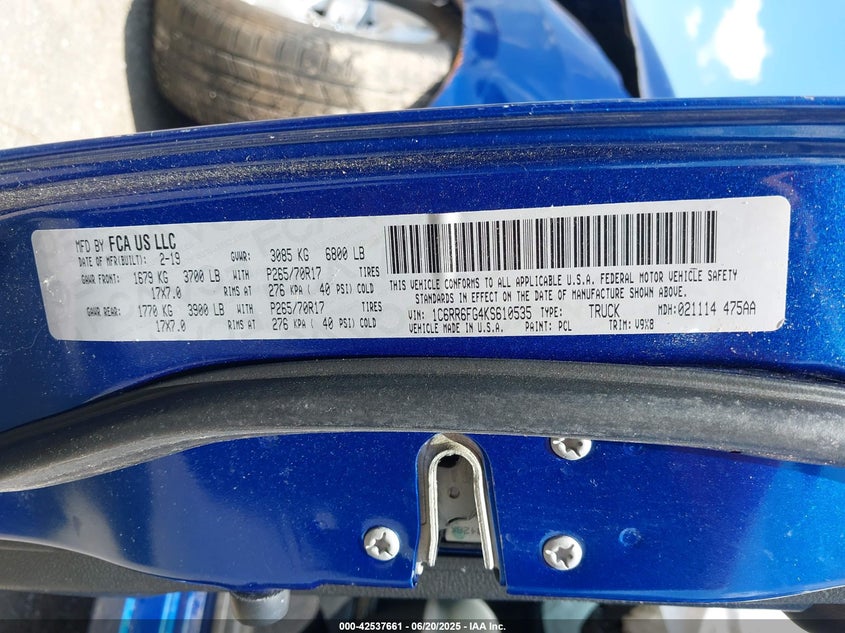 MFD BY FCA US LLC
DATE OF MFR(BUILT): 2-19 GVWR: 3085 KG 6800 LB
GAWR FRONT: 1679 KG 3700 LB WITH P265/70R17 TIRES
17X7.0 RIMS AT 276 KPA ( 40 PSI) COLD
GAWR REAR: 1770 KG 3900 LB WITH P265/70R17 TIRES
17X7.0 RIMS AT 276 KPA ( 40 PSI) COLD
THIS VEHICLE CONFORMS TO ALL APPLICABLE U.S.A. FEDERAL MOTOR VEHICLE SAFETY
STANDARDS IN EFFECT ON THE DATE OF MANUFACTURE SHOWN ABOVE.
VIN: 1C6RR6FG4KS610535 TYPE: TRUCK MDH: 021114 475AA
VEHICLE MADE IN U.S.A. PAINT: PCL TRIM: V9X8
000-42537661 - 06/20/2025 - IAA Inc.